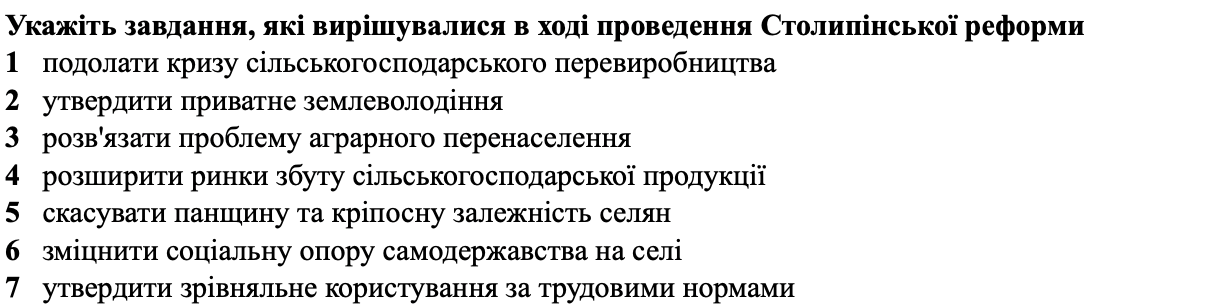 Укажіть завдання, які вирішувалися в ході проведення Столипінської реформи
1 подолати кризу сільськогосподарського перевиробництва
2 утвердити приватне землеволодіння
3 розв'язати проблему аграрного перенаселення
4 розширити ринки збуту сільськогосподарської продукції
5 скасувати панщину та кріпосну залежність селян
6 зміцнити соціальну опору самодержавства на селі
7 утвердити зрівняльне користування за трудовими нормами